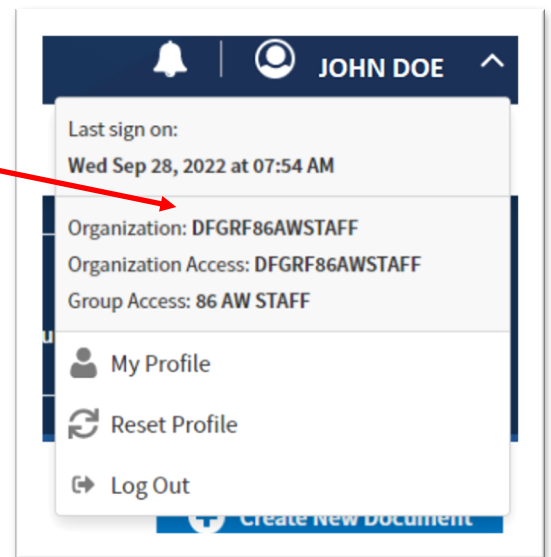 JOHN DOE
Last sign on:
Wed Sep 28, 2022 at 07:54 AM
Organization: DFGRF86AWSTAFF
Organization Access: DFGRF86AWSTAFF
Group Access: 86 AW STAFF
My Profile
Reset Profile
Log Out
Create New Document